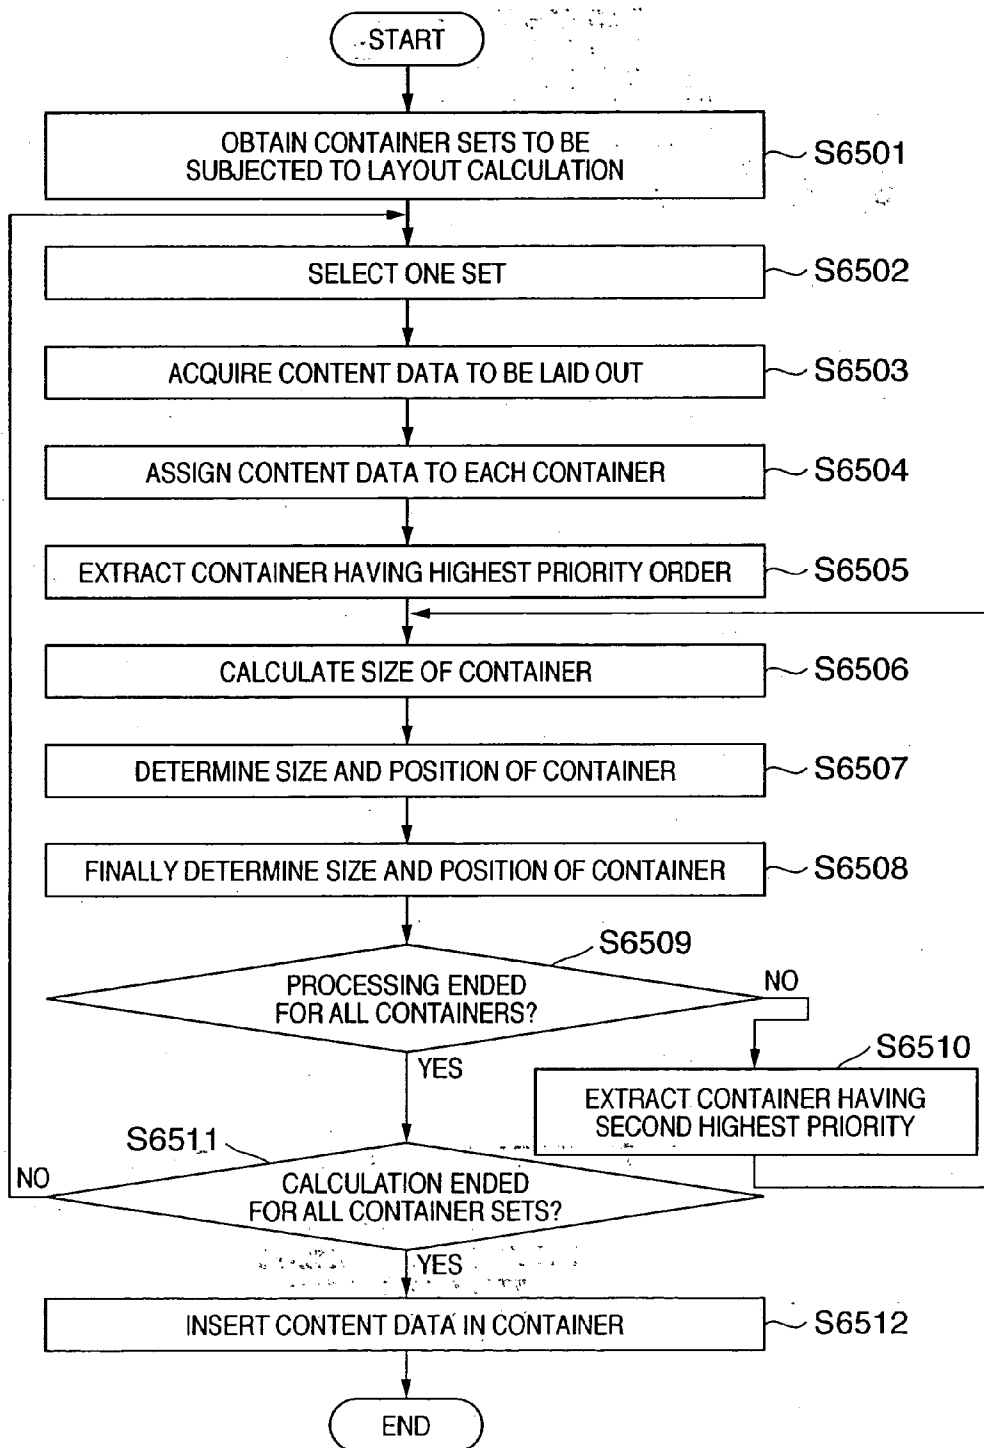 START
OBTAIN CONTAINER SETS TO BE
SUBJECTED TO LAYOUT CALCULATION
S6501
SELECT ONE SET
S6502
ACQUIRE CONTENT DATA TO BE LAID OUT
S6503
ASSIGN CONTENT DATA TO EACH CONTAINER
S6504
EXTRACT CONTAINER HAVING HIGHEST PRIORITY ORDER
S6505
CALCULATE SIZE OF CONTAINER
S6506
DETERMINE SIZE AND POSITION OF CONTAINER
S6507
FINALLY DETERMINE SIZE AND POSITION OF CONTAINER
S6508
S6509
PROCESSING ENDED
FOR ALL CONTAINERS?
NO
YES
S6510
EXTRACT CONTAINER HAVING
SECOND HIGHEST PRIORITY
S6511
NO
CALCULATION ENDED
FOR ALL CONTAINER SETS?
YES
INSERT CONTENT DATA IN CONTAINER
S6512
END